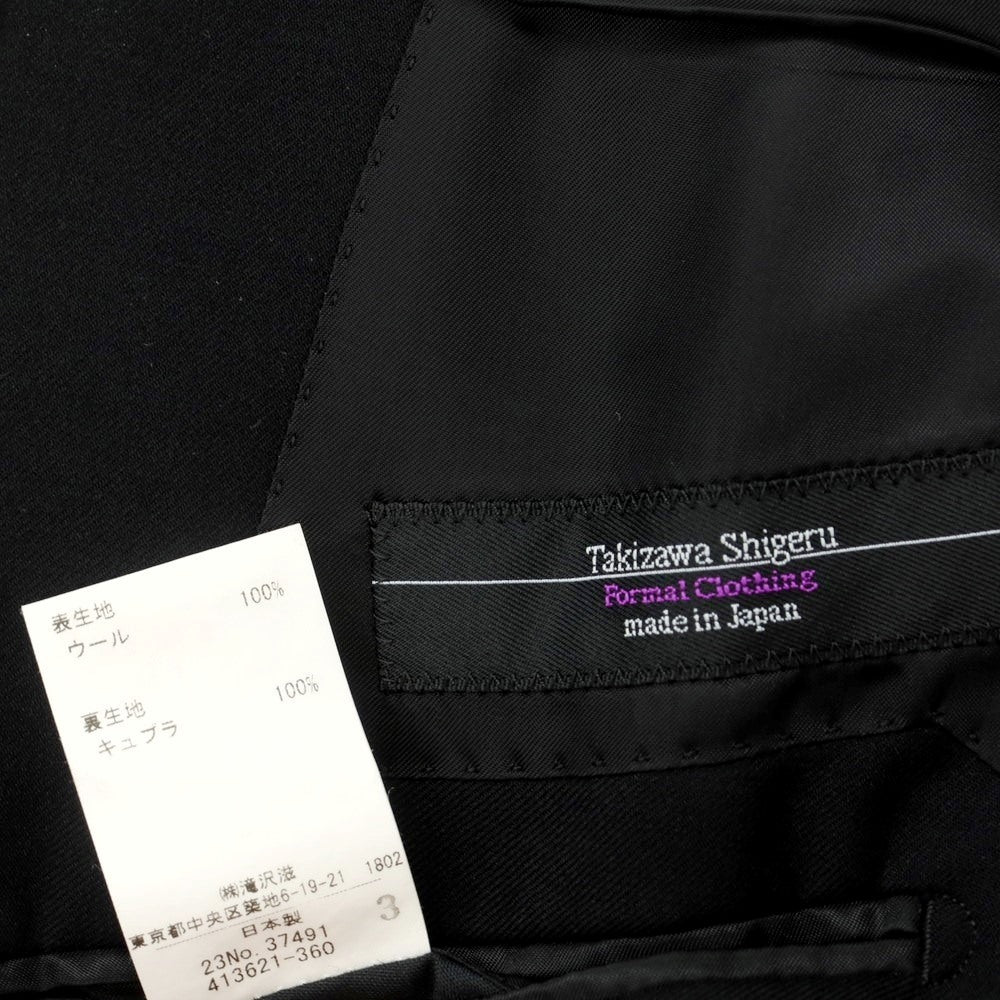 Takizawa Shigeru
Formal Clothing
made in Japan
表生地 100%
ウール
裏生地 100%
キュプラ
㈱滝沢滋 1802
東京都中央区築地6-19-21
日本製 3
23No. 37491
413621-360